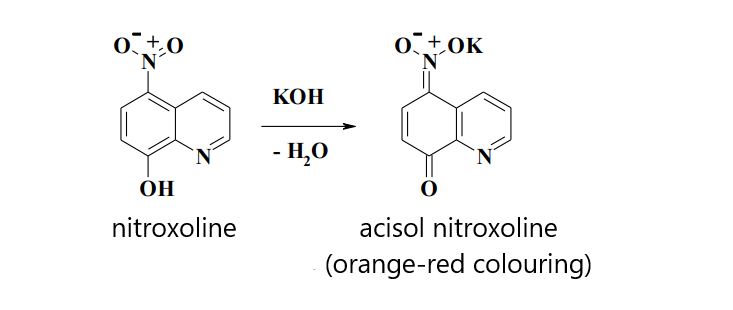 O⁻ + O
N
O⁻ + OK
N
KOH
- H₂O
N
N
OH
O
nitroxoline
acisol nitroxoline
(orange-red colouring)